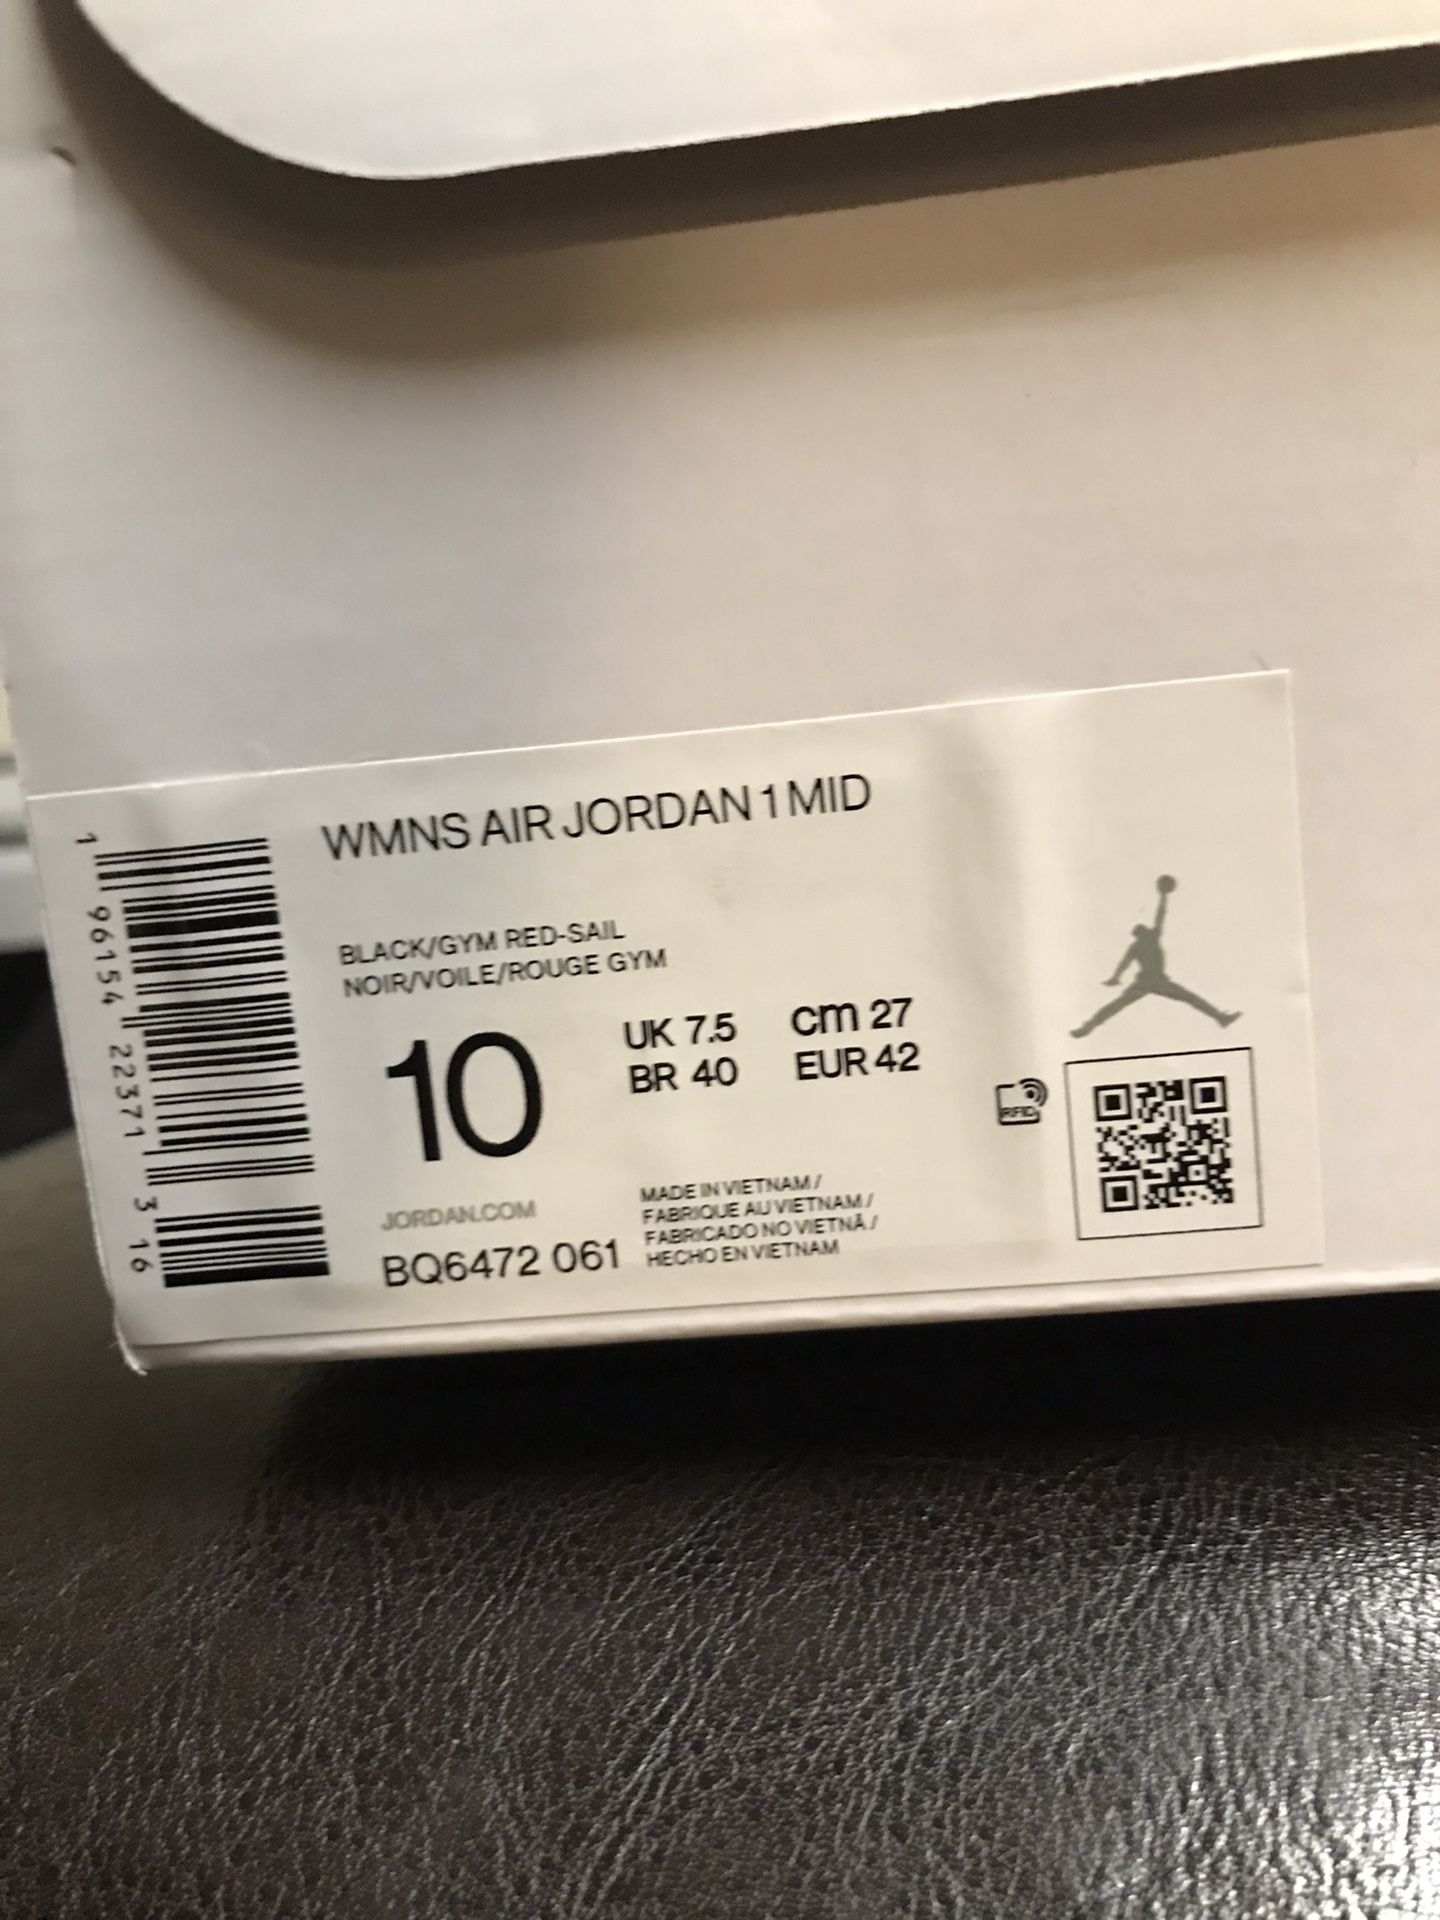 WMNS AIR JORDAN 1 MID
BLACK/GYM RED-SAIL
NOIR/VOILE/ROUGE GYM
10
UK 7.5 cm 27
BR 40 EUR 42
RFID
JORDAN.COM
BQ6472 061
MADE IN VIETNAM /
FABRIQUE AU VIETNAM /
FABRICADO NO VIETNÃ /
HECHO EN VIETNAM
1 96154 22371 3 16